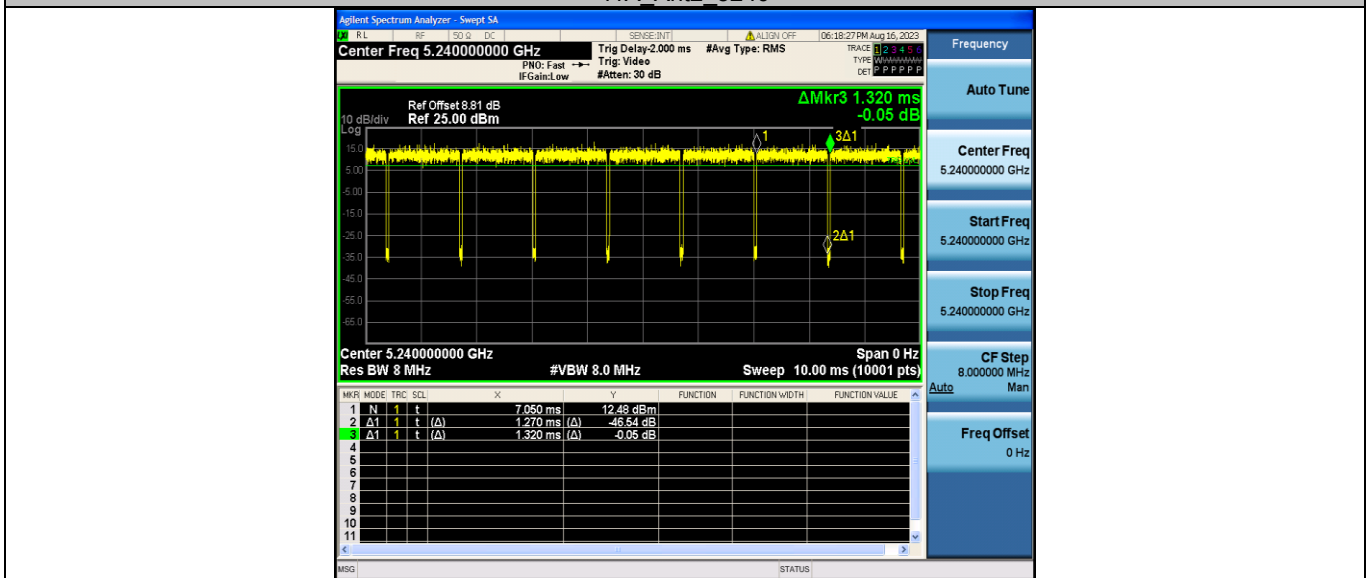 Agilent Spectrum Analyzer - Swept SA
RL RF 50 Ω DC SENSE:INT ALIGN OFF 06:18:27 PM Aug 16, 2023
Center Freq 5.240000000 GHz
PNO: Fast
IFGain:Low
Trig Delay-2.000 ms
Trig: Video
#Atten: 30 dB
#Avg Type: RMS
TRACE 1 2 3 4 5 6
TYPE
DET P P P P P P
ΔMkr3 1.320 ms
-0.05 dB
Ref Offset 8.81 dB
10 dB/div Ref 25.00 dBm
Log
15.0
5.00
-5.00
-15.0
-25.0
-35.0
-45.0
-55.0
-65.0
1
3Δ1
2Δ1
Center 5.240000000 GHz Span 0 Hz
Res BW 8 MHz #VBW 8.0 MHz Sweep 10.00 ms (10001 pts)
MKR MODE TRC SCL X Y FUNCTION FUNCTION WIDTH FUNCTION VALUE
1 N 1 t 7.050 ms 12.48 dBm
2 Δ1 1 t (Δ) 1.270 ms (Δ) -46.54 dB
3 Δ1 1 t (Δ) 1.320 ms (Δ) -0.05 dB
4
5
6
7
8
9
10
11
MSG STATUS
Frequency
Auto Tune
Center Freq
5.240000000 GHz
Start Freq
5.240000000 GHz
Stop Freq
5.240000000 GHz
CF Step
8.000000 MHz
Auto Man
Freq Offset
0 Hz